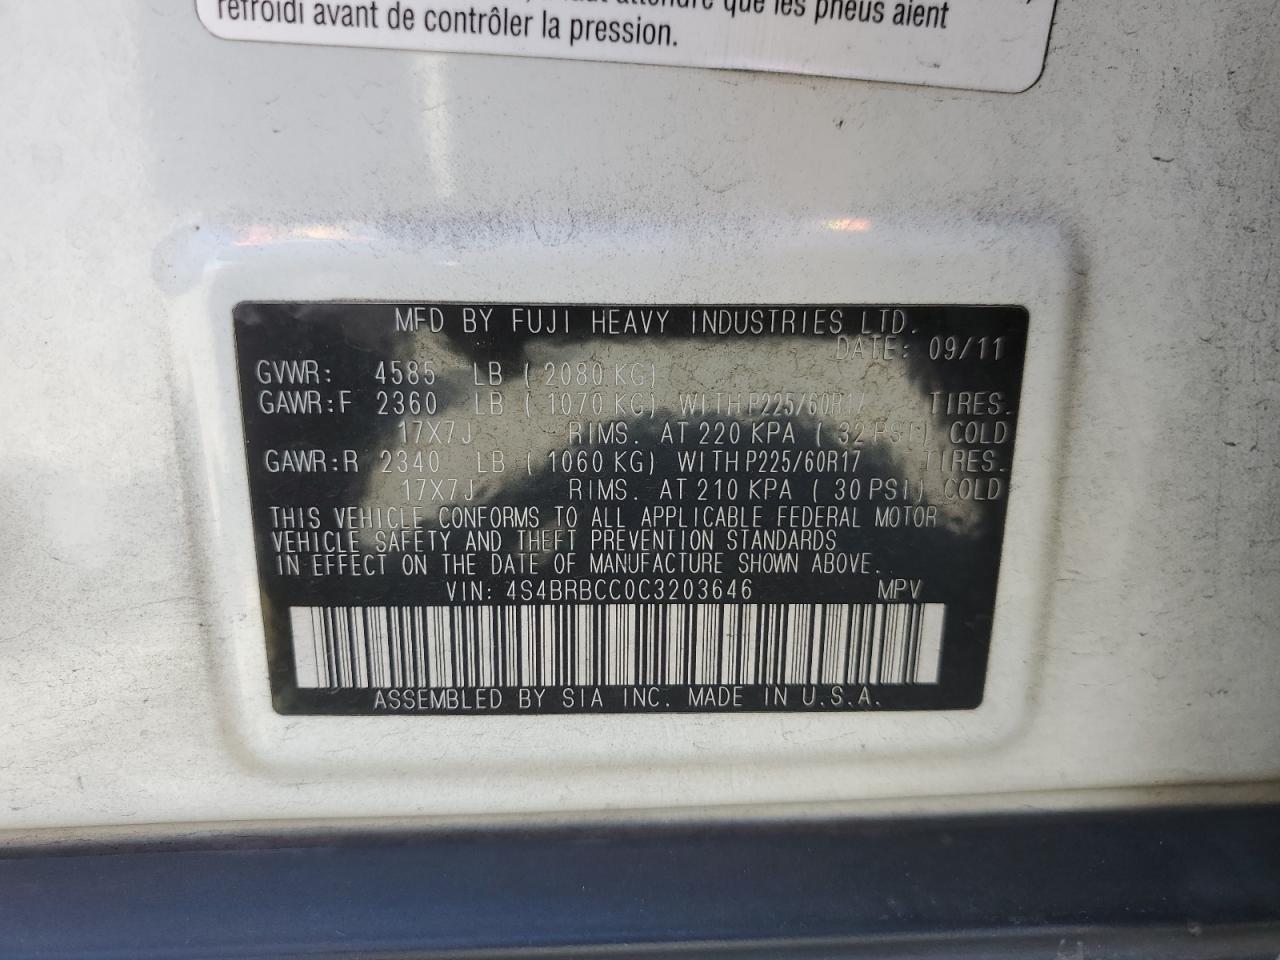 que les pneus aient
refroidi avant de contrôler la pression.
MFD BY FUJI HEAVY INDUSTRIES LTD.
DATE: 09/11
GVWR: 4585 LB ( 2080 KG)
GAWR:F 2360 LB ( 1070 KG) WITH P225/60R17 TIRES.
17X7J RIMS. AT 220 KPA ( 32 PSI) COLD
GAWR:R 2340 LB ( 1060 KG) WITH P225/60R17 TIRES.
17X7J RIMS. AT 210 KPA ( 30 PSI) COLD
THIS VEHICLE CONFORMS TO ALL APPLICABLE FEDERAL MOTOR
VEHICLE SAFETY AND THEFT PREVENTION STANDARDS
IN EFFECT ON THE DATE OF MANUFACTURE SHOWN ABOVE.
VIN: 4S4BRBCC0C3203646 MPV
ASSEMBLED BY SIA INC. MADE IN U.S.A.